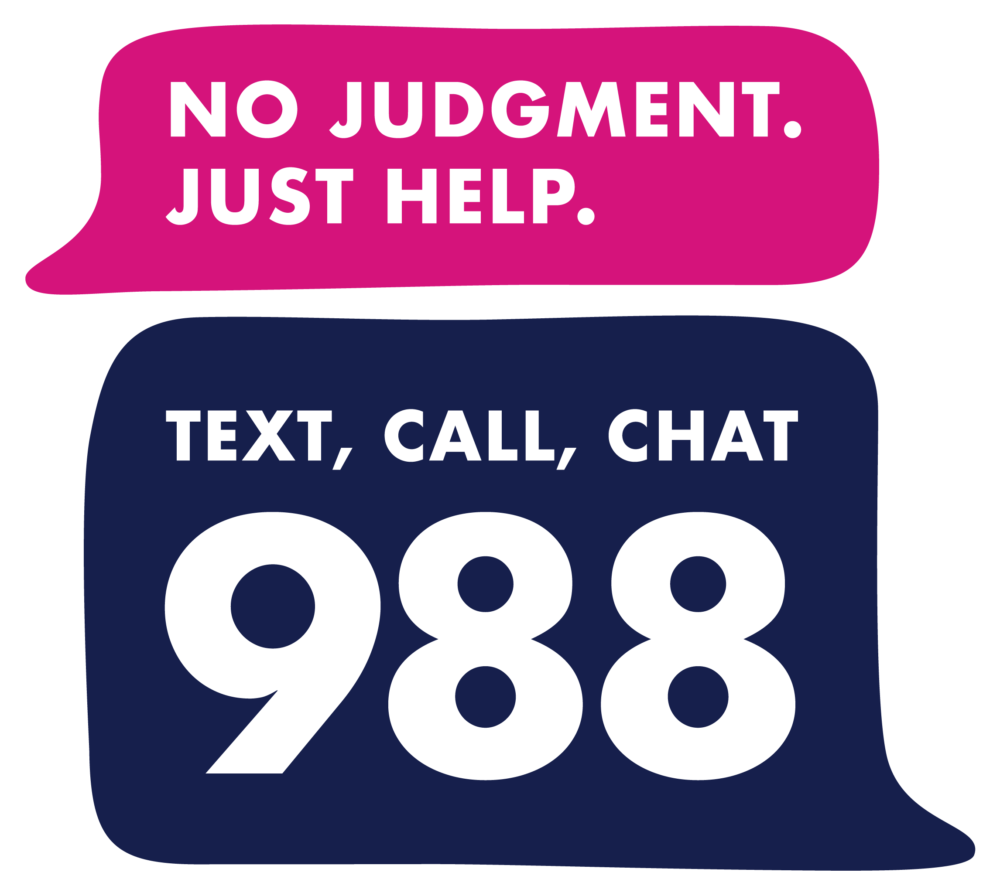 NO JUDGMENT.
JUST HELP.
TEXT, CALL, CHAT
988